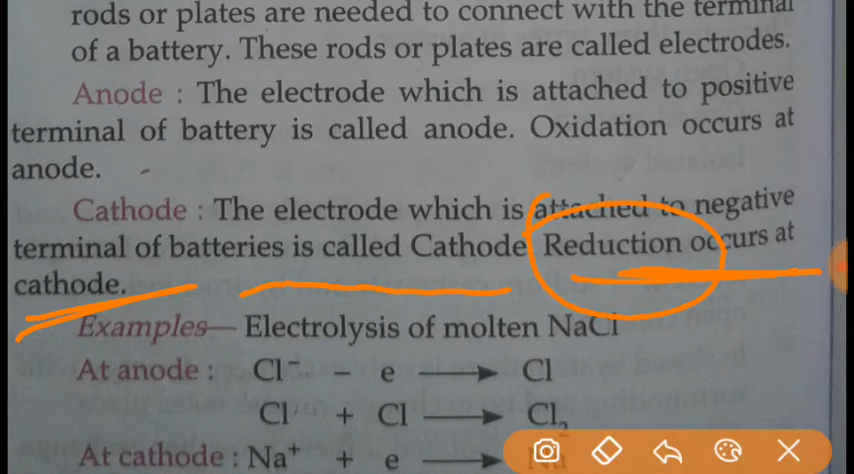 rods or plates are needed to connect with the terminal
of a battery. These rods or plates are called electrodes.
Anode : The electrode which is attached to positive
terminal of battery is called anode. Oxidation occurs at
anode.
Cathode : The electrode which is attached to negative
terminal of batteries is called Cathode. Reduction occurs at
cathode.
Examples— Electrolysis of molten NaCl
At anode : Cl⁻ – e ⟶ Cl
Cl + Cl ⟶ Cl₂
At cathode : Na⁺ + e ⟶ Na